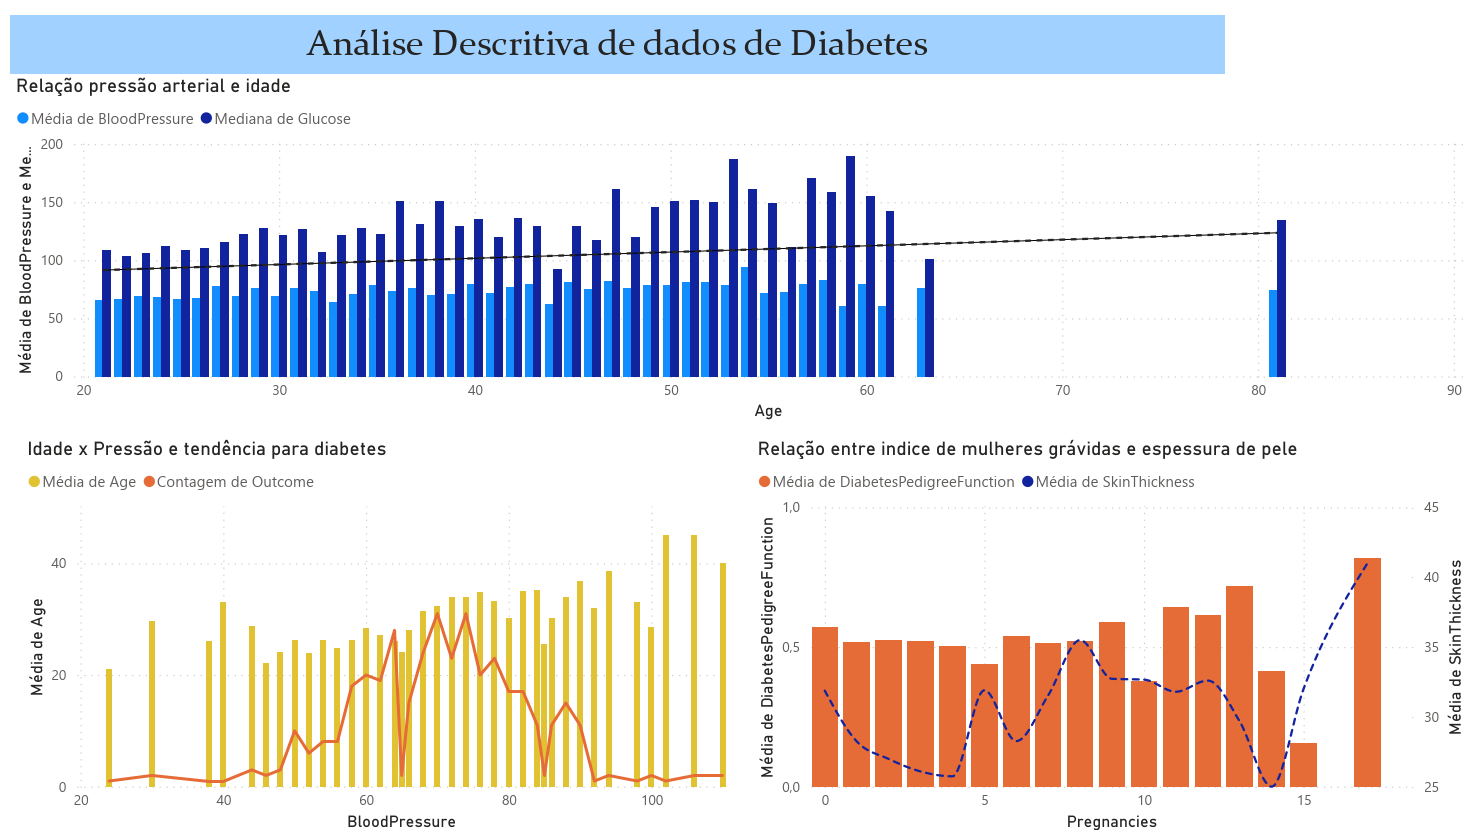 Análise Descritiva de dados de Diabetes
Relação pressão arterial e idade
Média de BloodPressure Mediana de Glucose
Média de BloodPressure e Me...
200
150
100
50
0
20 30 40 50 60 70 80 90
Age
Idade x Pressão e tendência para diabetes
Média de Age Contagem de Outcome
Média de Age
40
20
0
20 40 60 80 100
BloodPressure
Relação entre indice de mulheres grávidas e espessura de pele
Média de DiabetesPedigreeFunction Média de SkinThickness
Média de DiabetesPedigreeFunction
1,0
0,5
0,0
45
40
35
30
25
Média de SkinThickness
0 5 10 15
Pregnancies